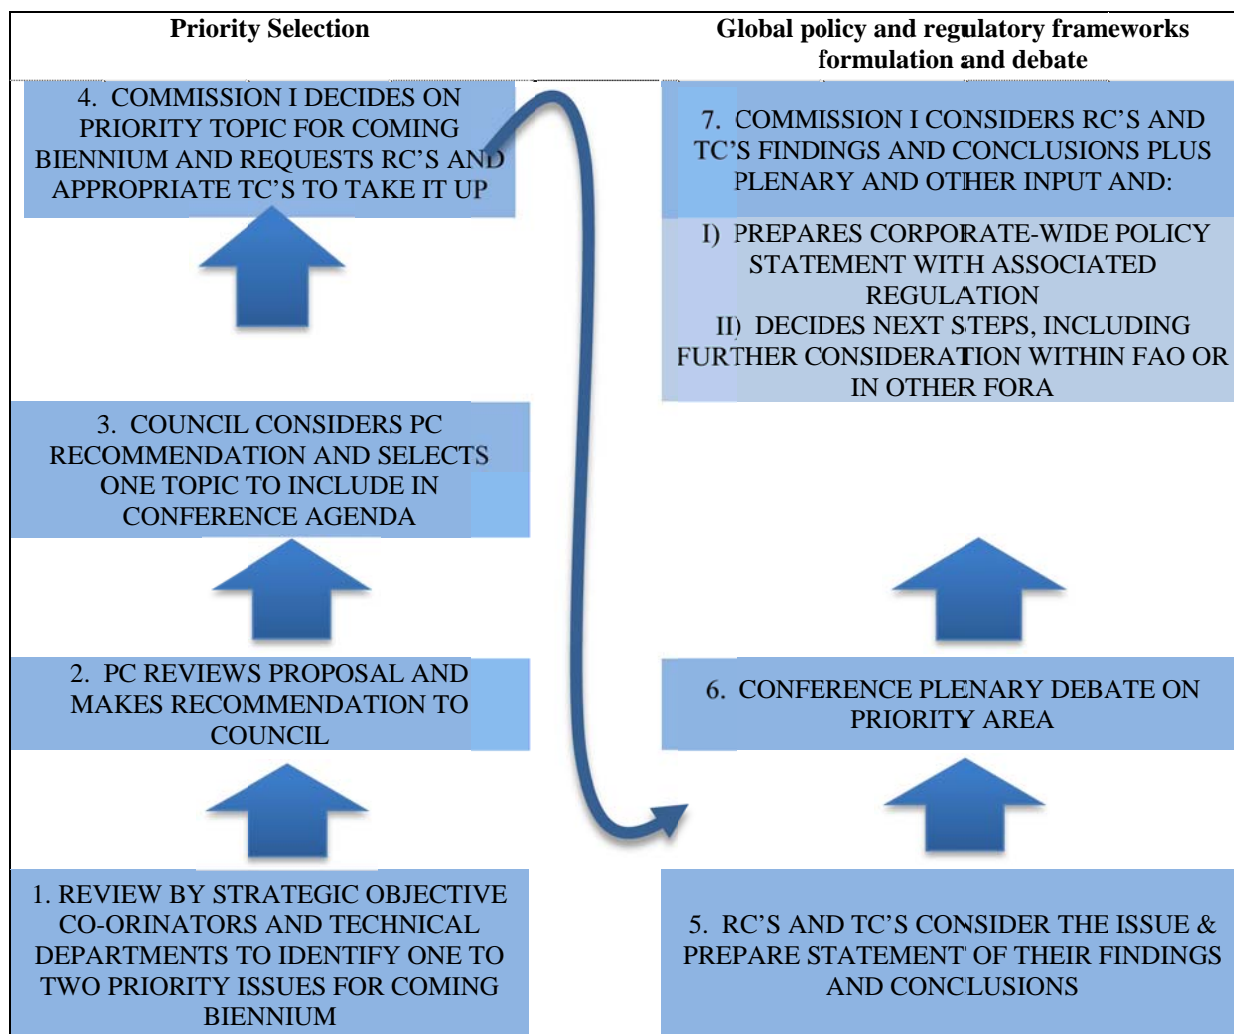 Priority Selection
Global policy and regulatory frameworks
formulation and debate
4. COMMISSION I DECIDES ON
PRIORITY TOPIC FOR COMING
BIENNIUM AND REQUESTS RC’S AND
APPROPRIATE TC’S TO TAKE IT UP
3. COUNCIL CONSIDERS PC
RECOMMENDATION AND SELECTS
ONE TOPIC TO INCLUDE IN
CONFERENCE AGENDA
2. PC REVIEWS PROPOSAL AND
MAKES RECOMMENDATION TO
COUNCIL
1. REVIEW BY STRATEGIC OBJECTIVE
CO-ORINATORS AND TECHNICAL
DEPARTMENTS TO IDENTIFY ONE TO
TWO PRIORITY ISSUES FOR COMING
BIENNIUM
7. COMMISSION I CONSIDERS RC’S AND
TC’S FINDINGS AND CONCLUSIONS PLUS
PLENARY AND OTHER INPUT AND:
I) PREPARES CORPORATE-WIDE POLICY
STATEMENT WITH ASSOCIATED
REGULATION
II) DECIDES NEXT STEPS, INCLUDING
FURTHER CONSIDERATION WITHIN FAO OR
IN OTHER FORA
6. CONFERENCE PLENARY DEBATE ON
PRIORITY AREA
5. RC’S AND TC’S CONSIDER THE ISSUE &
PREPARE STATEMENT OF THEIR FINDINGS
AND CONCLUSIONS